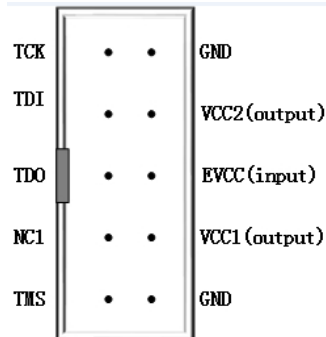 TCK GND
TDI VCC2(output)
TDO EVCC(input)
NC1 VCC1(output)
TMS GND